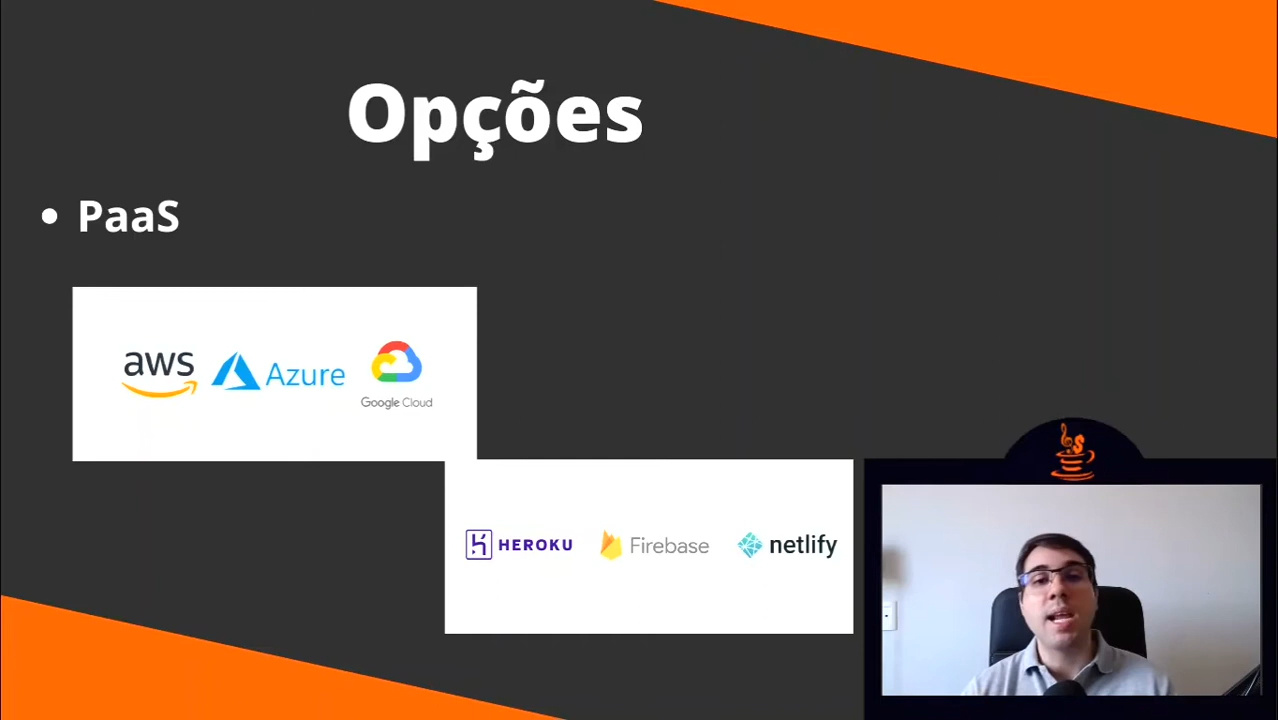 Opções
• PaaS
aws
Azure
Google Cloud
HEROKU
Firebase
netlify